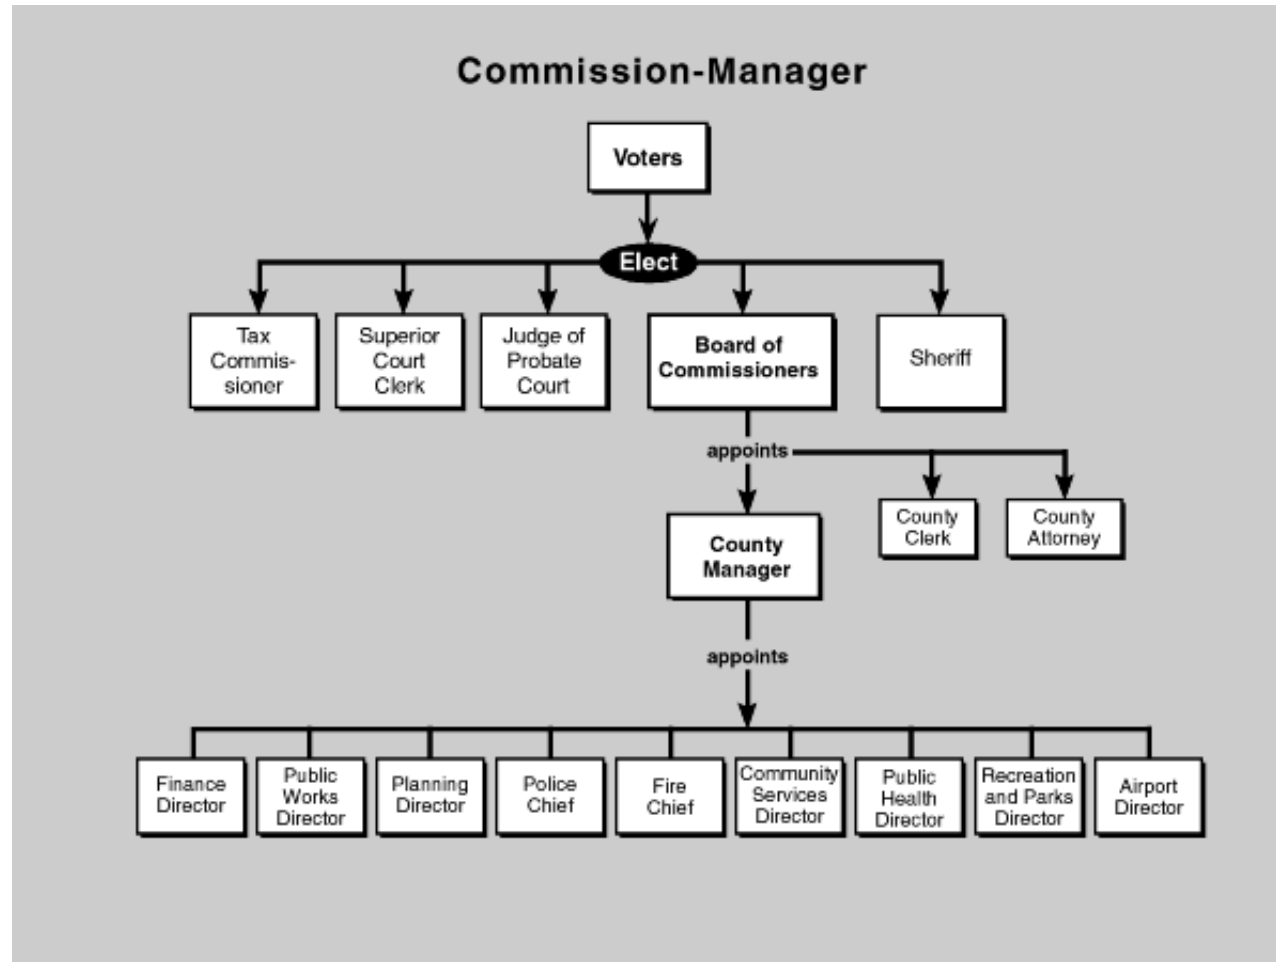 Commission-Manager
Voters
Elect
Tax
Commis-
sioner
Superior
Court
Clerk
Judge of
Probate
Court
Board of
Commissioners
Sheriff
appoints
County
Manager
County
Clerk
County
Attorney
appoints
Finance
Director
Public
Works
Director
Planning
Director
Police
Chief
Fire
Chief
Community
Services
Director
Public
Health
Director
Recreation
and Parks
Director
Airport
Director